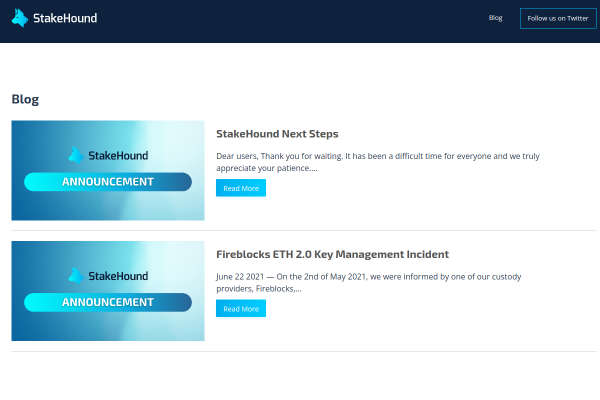 StakeHound
Blog
Follow us on Twitter
Blog
StakeHound
ANNOUNCEMENT
StakeHound Next Steps
Dear users, Thank you for waiting. It has been a difficult time for everyone and we truly
appreciate your patience....
Read More
StakeHound
ANNOUNCEMENT
Fireblocks ETH 2.0 Key Management Incident
June 22 2021 — On the 2nd of May 2021, we were informed by one of our custody
providers, Fireblocks,...
Read More